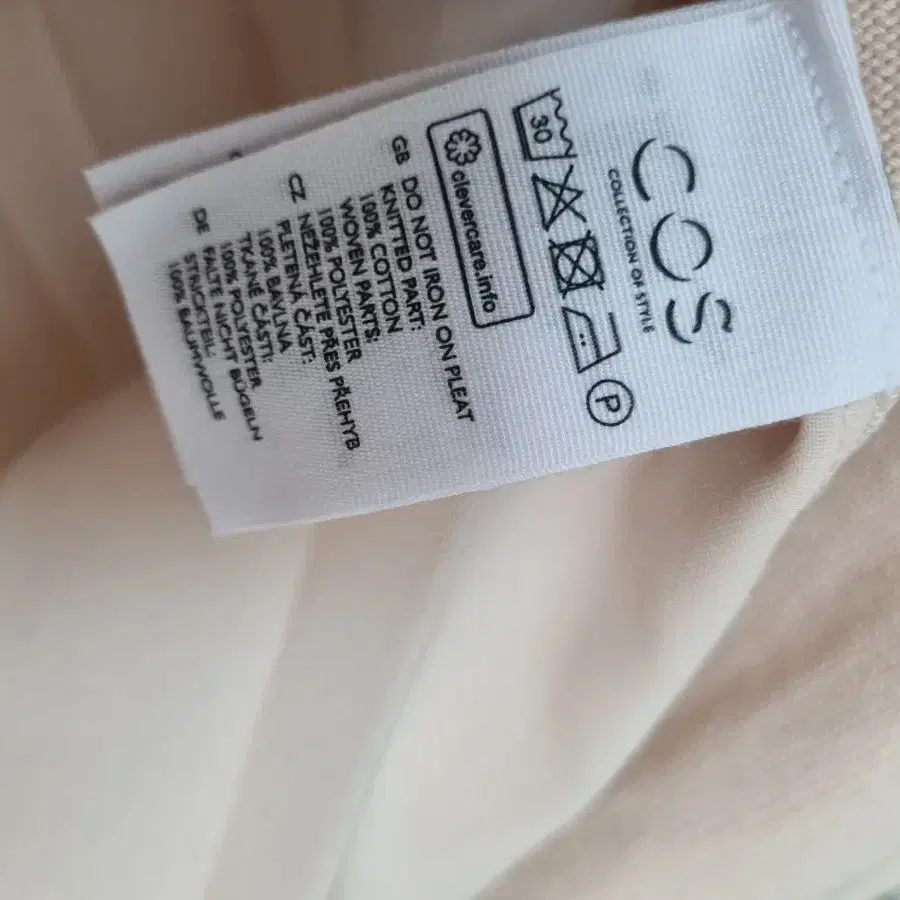 COS
COLLECTION OF STYLE
30
P
clevercare.info
GB DO NOT IRON ON PLEAT
KNITTED PART:
100% COTTON
WOVEN PARTS:
100% POLYESTER
CZ NEŽEHLETE PŘES PŘEHYB
PLETENÁ ČÁST:
100% BAVLNA
TKANÉ ČÁSTI:
100% POLYESTER
DE FALTE NICHT BÜGELN
STRICKTEIL:
100% BAUMWOLLE